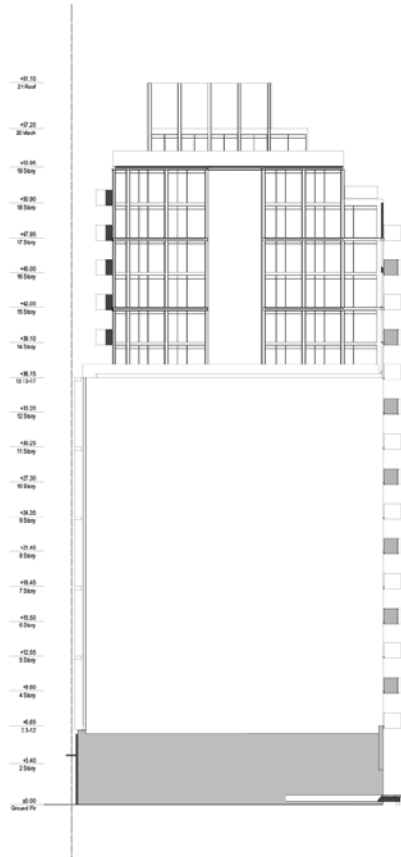 +61,10
21 Roof
+57,20
20 Mech
+53,95
19 Story
+50,90
18 Story
+47,95
17 Story
+45,00
16 Story
+42,05
15 Story
+39,10
14 Story
+36,15
+33,20
12 Story
+30,25
11 Story
+27,30
10 Story
+24,35
9 Story
+21,40
8 Story
+18,45
7 Story
+15,50
6 Story
+12,55
5 Story
+9,60
4 Story
+6,65
+3,40
2 Story
±0,00
Ground Flr